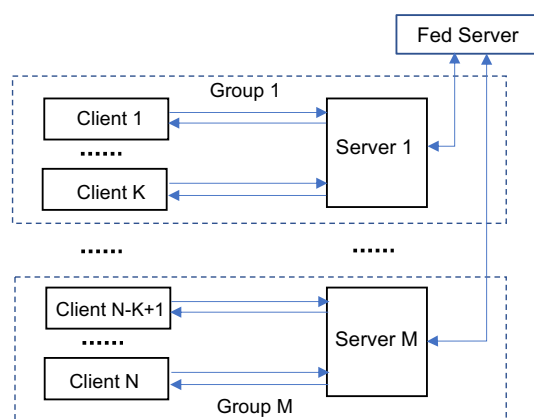 Fed Server
Group 1
Client 1
......
Client K
Server 1
......
......
Client N-K+1
......
Client N
Server M
Group M